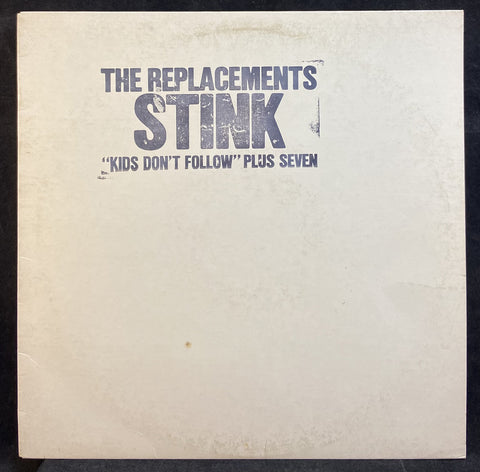 THE REPLACEMENTS
STINK
"KIDS DON'T FOLLOW" PLUS SEVEN